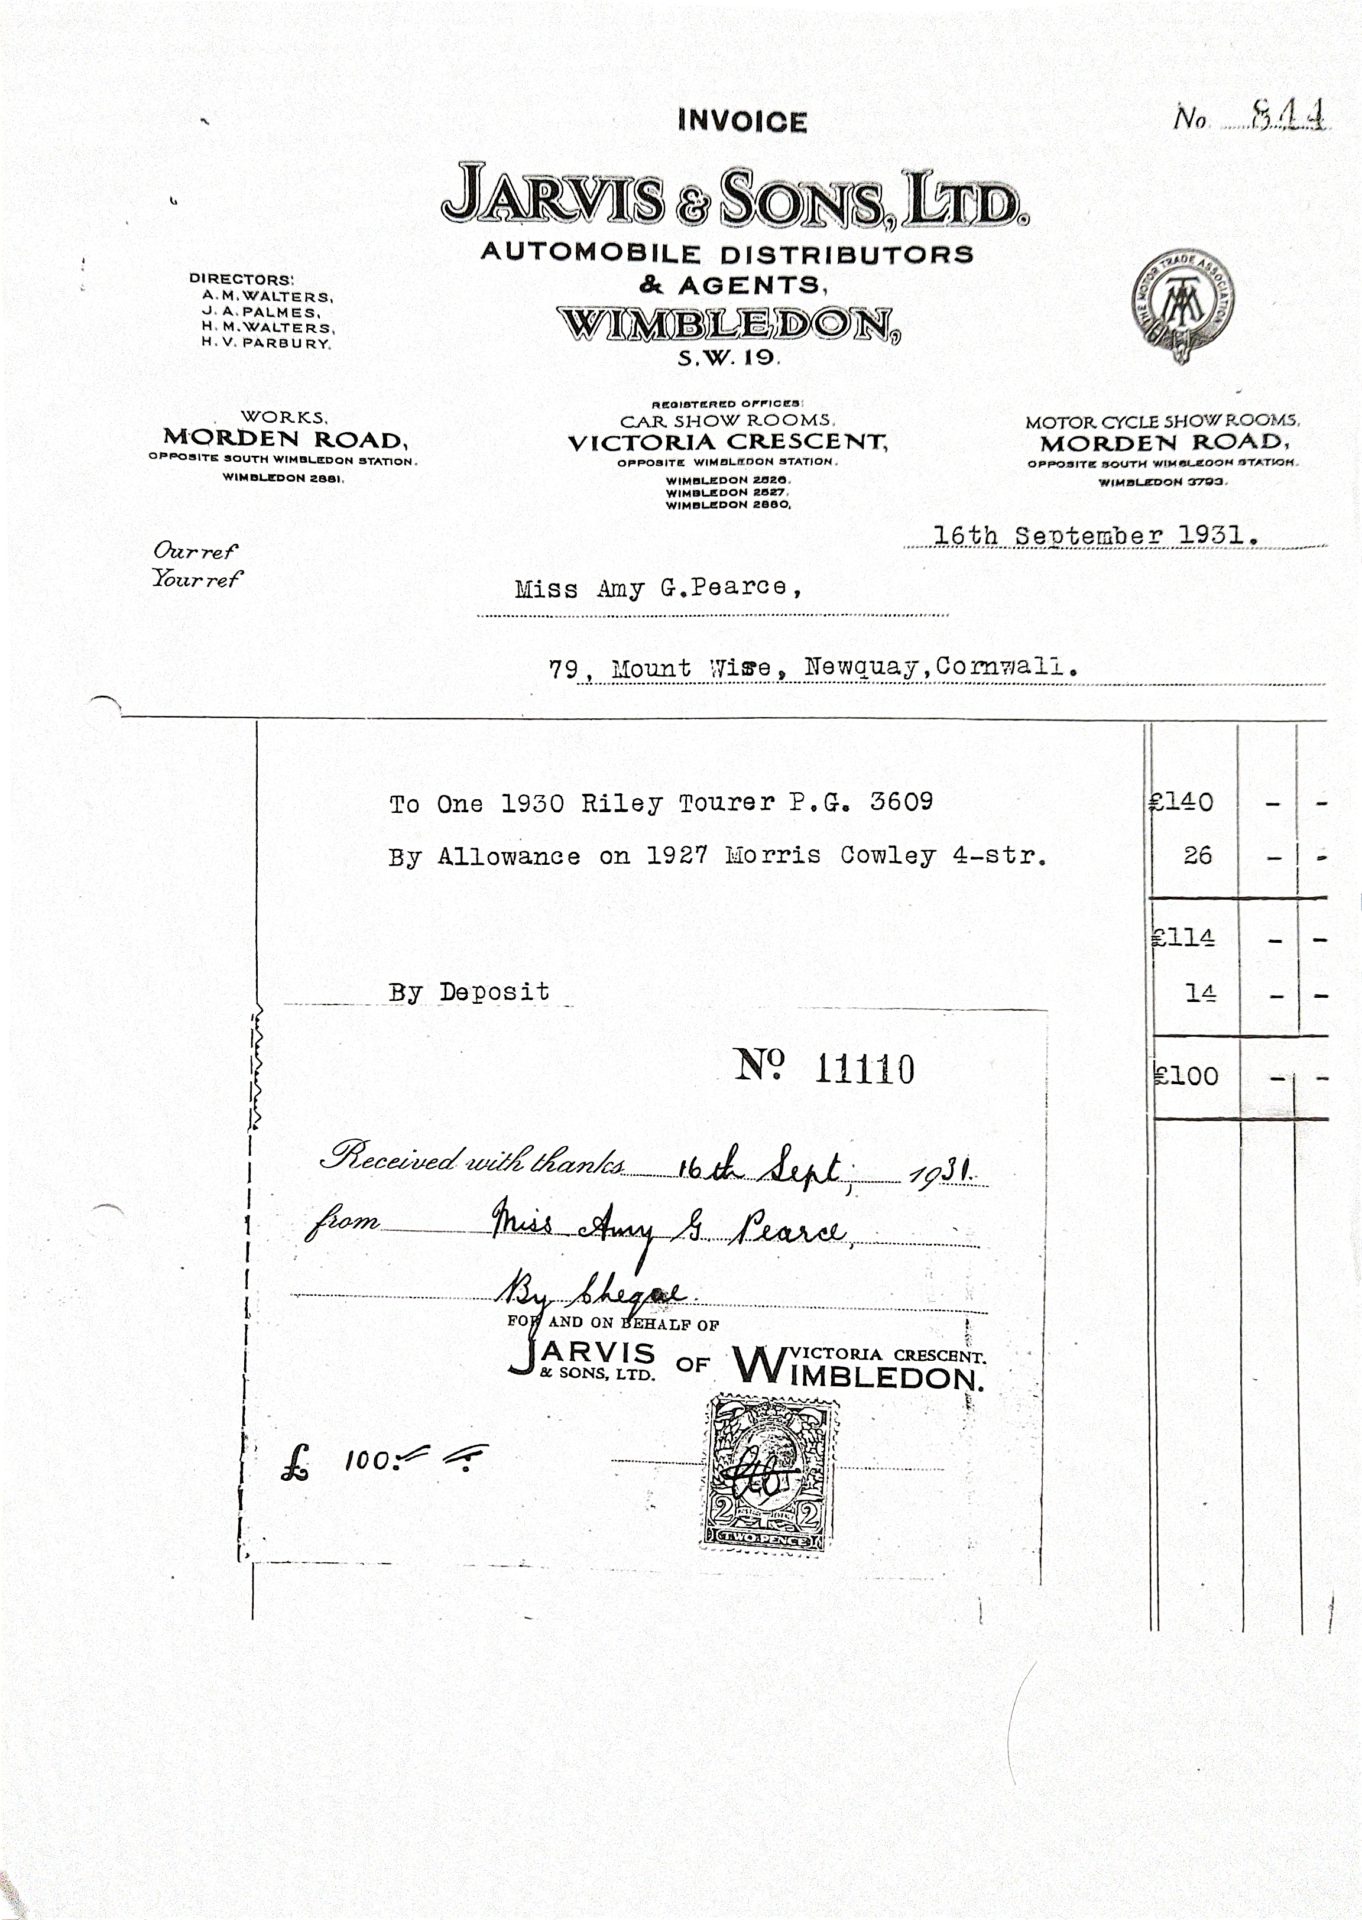 INVOICE
No. 844
JARVIS & SONS, LTD.
AUTOMOBILE DISTRIBUTORS
& AGENTS,
WIMBLEDON,
S.W. 19.
DIRECTORS:
A. M. WALTERS,
J. A. PALMES,
H. M. WALTERS,
H. V. PARBURY.
THE MOTOR TRADE ASSOCIATION
WORKS,
MORDEN ROAD,
OPPOSITE SOUTH WIMBLEDON STATION.
WIMBLEDON 2881.
REGISTERED OFFICES:
CAR SHOW ROOMS,
VICTORIA CRESCENT,
OPPOSITE WIMBLEDON STATION.
WIMBLEDON 2526.
WIMBLEDON 2527.
WIMBLEDON 2880.
MOTOR CYCLE SHOW ROOMS,
MORDEN ROAD,
OPPOSITE SOUTH WIMBLEDON STATION.
WIMBLEDON 3793.
16th September 1931.
Our ref
Your ref
Miss Amy G.Pearce,
79, Mount Wise, Newquay,Cornwall.
To One 1930 Riley Tourer P.G. 3609 £140 - -
By Allowance on 1927 Morris Cowley 4-str. 26 - -
£114 - -
By Deposit 14 - -
£100 - -
No. 11110
Received with thanks 16th Sept, 1931.
from Miss Amy G. Pearce,
By Cheque.
FOR AND ON BEHALF OF
JARVIS & SONS, LTD. OF VICTORIA CRESCENT. WIMBLEDON.
£ 100:
2 2
TWO PENCE